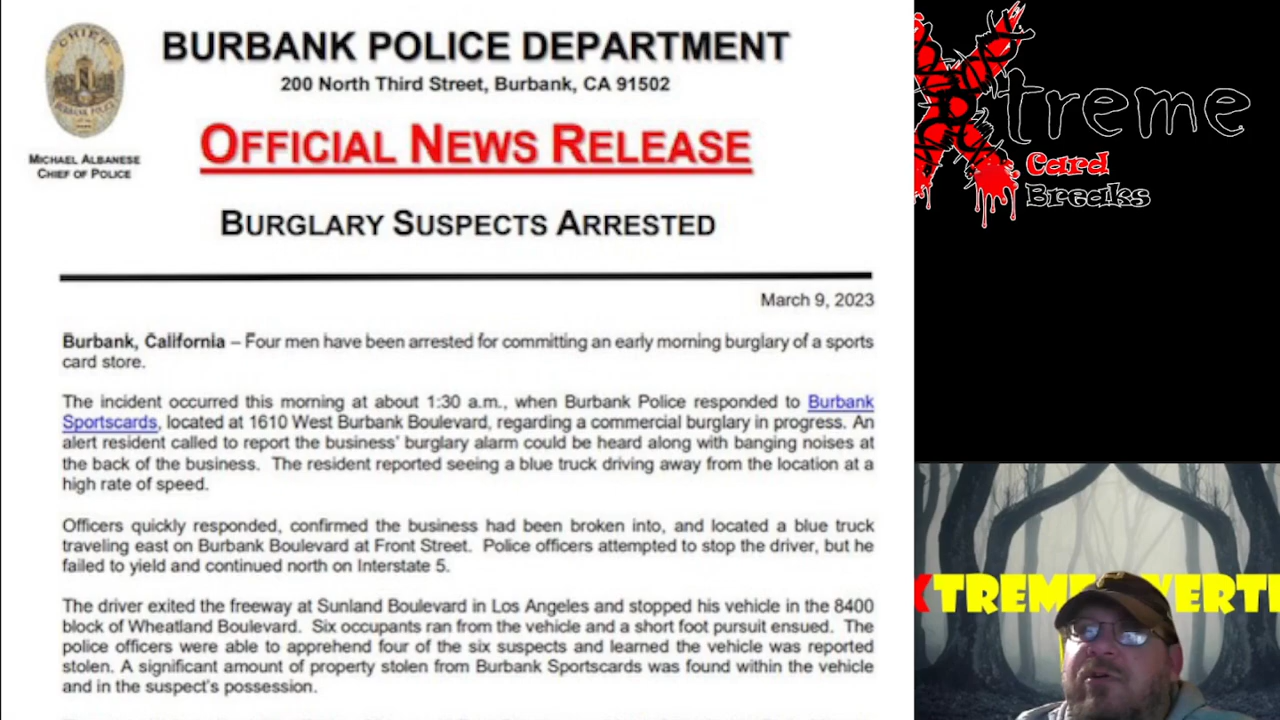 BURBANK POLICE DEPARTMENT
200 North Third Street, Burbank, CA 91502
OFFICIAL NEWS RELEASE
MICHAEL ALBANESE
CHIEF OF POLICE
BURGLARY SUSPECTS ARRESTED
March 9, 2023
Burbank, California – Four men have been arrested for committing an early morning burglary of a sports
card store.
The incident occurred this morning at about 1:30 a.m., when Burbank Police responded to Burbank
Sportscards, located at 1610 West Burbank Boulevard, regarding a commercial burglary in progress. An
alert resident called to report the business' burglary alarm could be heard along with banging noises at
the back of the business. The resident reported seeing a blue truck driving away from the location at a
high rate of speed.
Officers quickly responded, confirmed the business had been broken into, and located a blue truck
traveling east on Burbank Boulevard at Front Street. Police officers attempted to stop the driver, but he
failed to yield and continued north on Interstate 5.
The driver exited the freeway at Sunland Boulevard in Los Angeles and stopped his vehicle in the 8400
block of Wheatland Boulevard. Six occupants ran from the vehicle and a short foot pursuit ensued. The
police officers were able to apprehend four of the six suspects and learned the vehicle was reported
stolen. A significant amount of property stolen from Burbank Sportscards was found within the vehicle
and in the suspect's possession.
CHIEF
Xtreme
Card
Breaks
XTREME VERTI